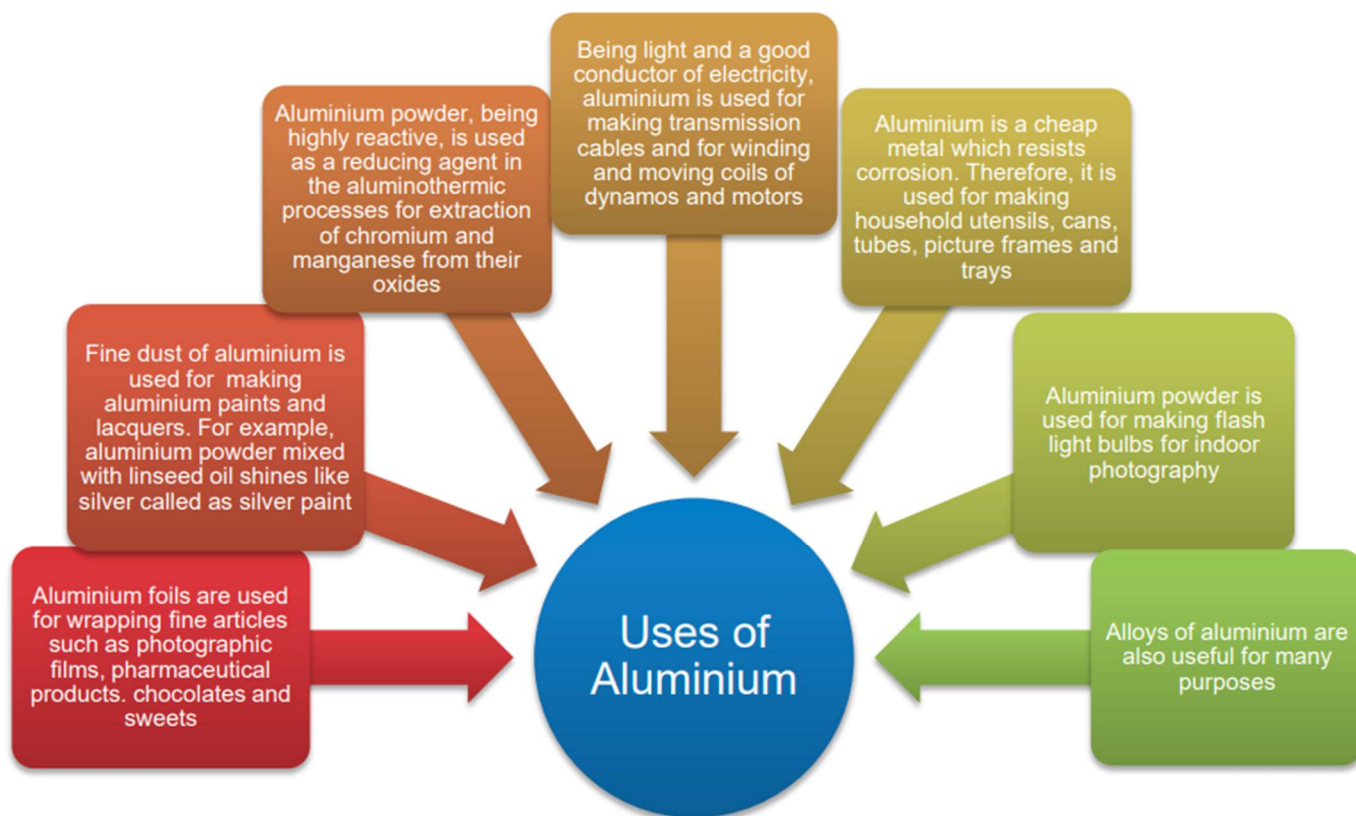 Being light and a good
conductor of electricity,
aluminium is used for
making transmission
cables and for winding
and moving coils of
dynamos and motors
Aluminium powder, being
highly reactive, is used
as a reducing agent in
the aluminothermic
processes for extraction
of chromium and
manganese from their
oxides
Aluminium is a cheap
metal which resists
corrosion. Therefore, it is
used for making
household utensils, cans,
tubes, picture frames and
trays
Fine dust of aluminium is
used for making
aluminium paints and
lacquers. For example,
aluminium powder mixed
with linseed oil shines like
silver called as silver paint
Aluminium powder is
used for making flash
light bulbs for indoor
photography
Aluminium foils are used
for wrapping fine articles
such as photographic
films, pharmaceutical
products. chocolates and
sweets
Uses of
Aluminium
Alloys of aluminium are
also useful for many
purposes